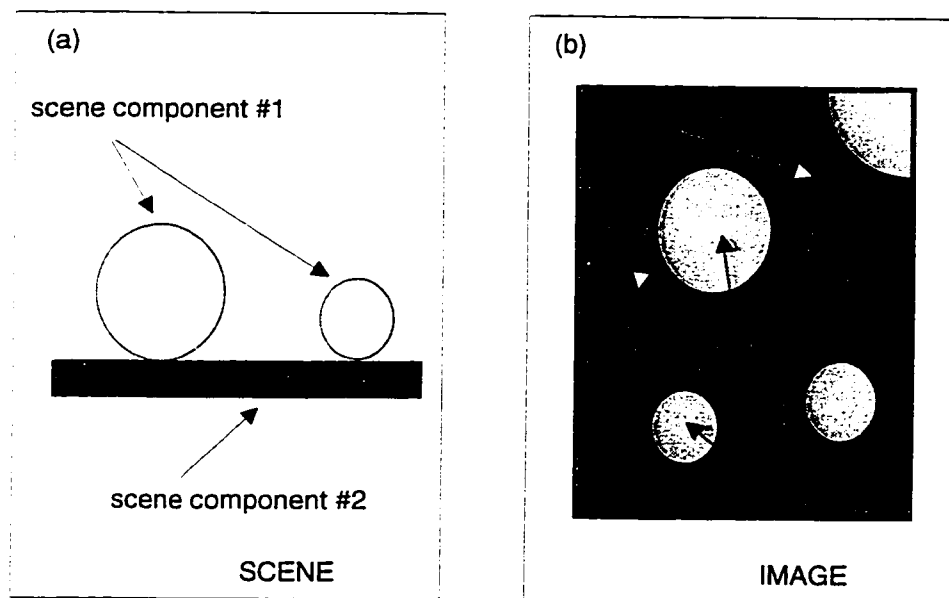 (a)
scene component #1
scene component #2
SCENE
(b)
IMAGE